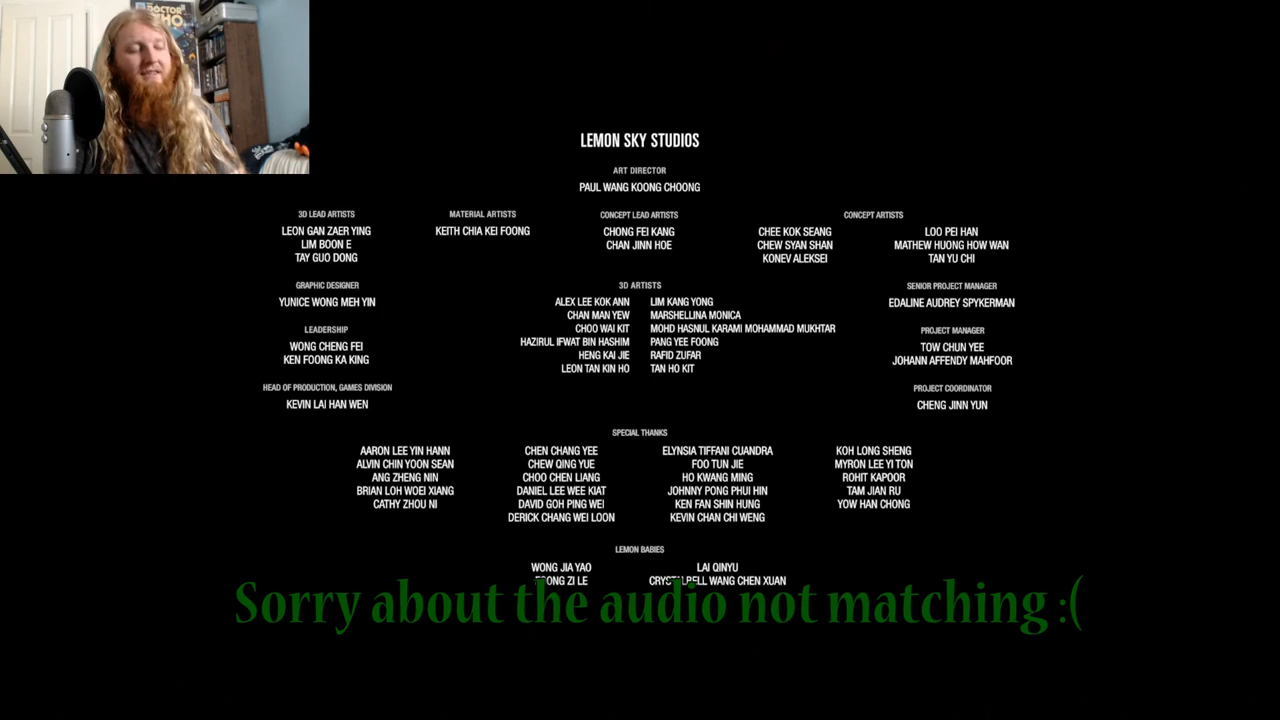 DOCTOR
WHO
LEMON SKY STUDIOS
ART DIRECTOR
PAUL WANG KOONG CHOONG
3D LEAD ARTISTS
LEON GAN ZAER YING
LIM BOON E
TAY GUO DONG
MATERIAL ARTISTS
KEITH CHIA KEI FOONG
CONCEPT LEAD ARTISTS
CHONG FEI KANG
CHAN JINN HOE
CONCEPT ARTISTS
CHEE KOK SEANG
CHEW SYAN SHAN
KONEV ALEKSEI
LOO PEI HAN
MATHEW HUONG HOW WAN
TAN YU CHI
GRAPHIC DESIGNER
YUNICE WONG MEH YIN
LEADERSHIP
WONG CHENG FEI
KEN FOONG KA KING
HEAD OF PRODUCTION, GAMES DIVISION
KEVIN LAI HAN WEN
3D ARTISTS
ALEX LEE KOK ANN
CHAN MAN YEW
CHOO WAI KIT
HAZIRUL IFWAT BIN HASHIM
HENG KAI JIE
LEON TAN KIN HO
LIM KANG YONG
MARSHELLINA MONICA
MOHD HASNUL KARAMI MOHAMMAD MUKHTAR
PANG YEE FOONG
RAFID ZUFAR
TAN HO KIT
SENIOR PROJECT MANAGER
EDALINE AUDREY SPYKERMAN
PROJECT MANAGER
TOW CHUN YEE
JOHANN AFFENDY MAHFOOR
PROJECT COORDINATOR
CHENG JINN YUN
SPECIAL THANKS
AARON LEE YIN HANN
ALVIN CHIN YOON SEAN
ANG ZHENG NIN
BRIAN LOH WOEI XIANG
CATHY ZHOU NI
CHEN CHANG YEE
CHEW QING YUE
CHOO CHEN LIANG
DANIEL LEE WEE KIAT
DAVID GOH PING WEI
DERICK CHANG WEI LOON
ELYNSIA TIFFANI CUANDRA
FOO TUN JIE
HO KWANG MING
JOHNNY PONG PHUI HIN
KEN FAN SHIN HUNG
KEVIN CHAN CHI WENG
KOH LONG SHENG
MYRON LEE YI TON
ROHIT KAPOOR
TAM JIAN RU
YOW HAN CHONG
LEMON BABIES
WONG JIA YAO
ZI LE
LAI QINYU
WANG CHEN XUAN
Sorry about the audio not matching :(